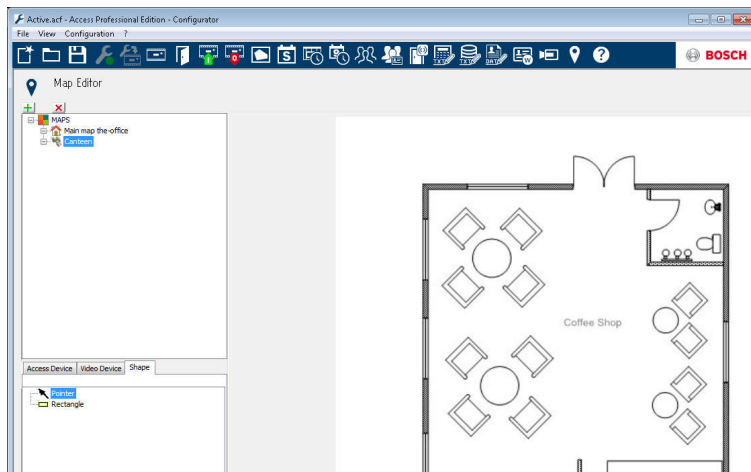 Active.acf - Access Professional Edition - Configurator
File View Configuration ?
BOSCH
Map Editor
MAPS
Main map the-office
Canteen
Coffee Shop
Access Device Video Device Shape
Pointer
Rectangle